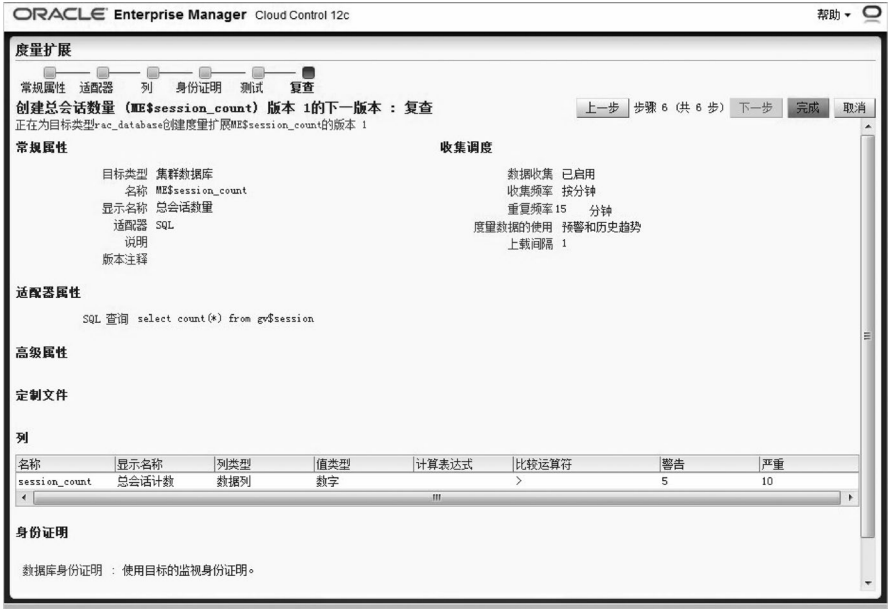 ORACLE Enterprise Manager Cloud Control 12c
帮助
度量扩展
常规属性 适配器 列 身份证明 测试 复查
创建总会话数量 (ME$session_count) 版本 1的下一版本 : 复查
上一步 步骤 6 (共 6 步) 下一步 完成 取消
正在为目标类型rac_database创建度量扩展ME$session_count的版本 1
常规属性
目标类型 集群数据库
名称 ME$session_count
显示名称 总会话数量
适配器 SQL
说明
版本注释
收集调度
数据收集 已启用
收集频率 按分钟
重复频率 15 分钟
度量数据的使用 预警和历史趋势
上载间隔 1
适配器属性
SQL 查询 select count(*) from gv$session
高级属性
定制文件
列
名称 显示名称 列类型 值类型 计算表达式 比较运算符 警告 严重
session_count 总会话计数 数据列 数字 > 5 10
身份证明
数据库身份证明 : 使用目标的监视身份证明。